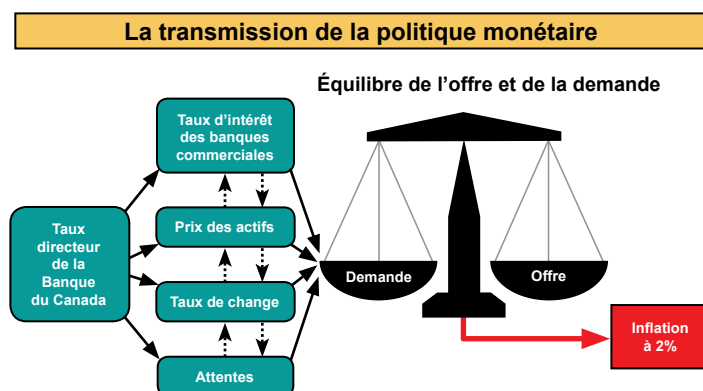 La transmission de la politique monétaire
Équilibre de l’offre et de la demande
Taux d’intérêt
des banques
commerciales
Taux
directeur
de la
Banque
du Canada
Prix des actifs
Taux de change
Attentes
Demande
Offre
Inflation
à 2%